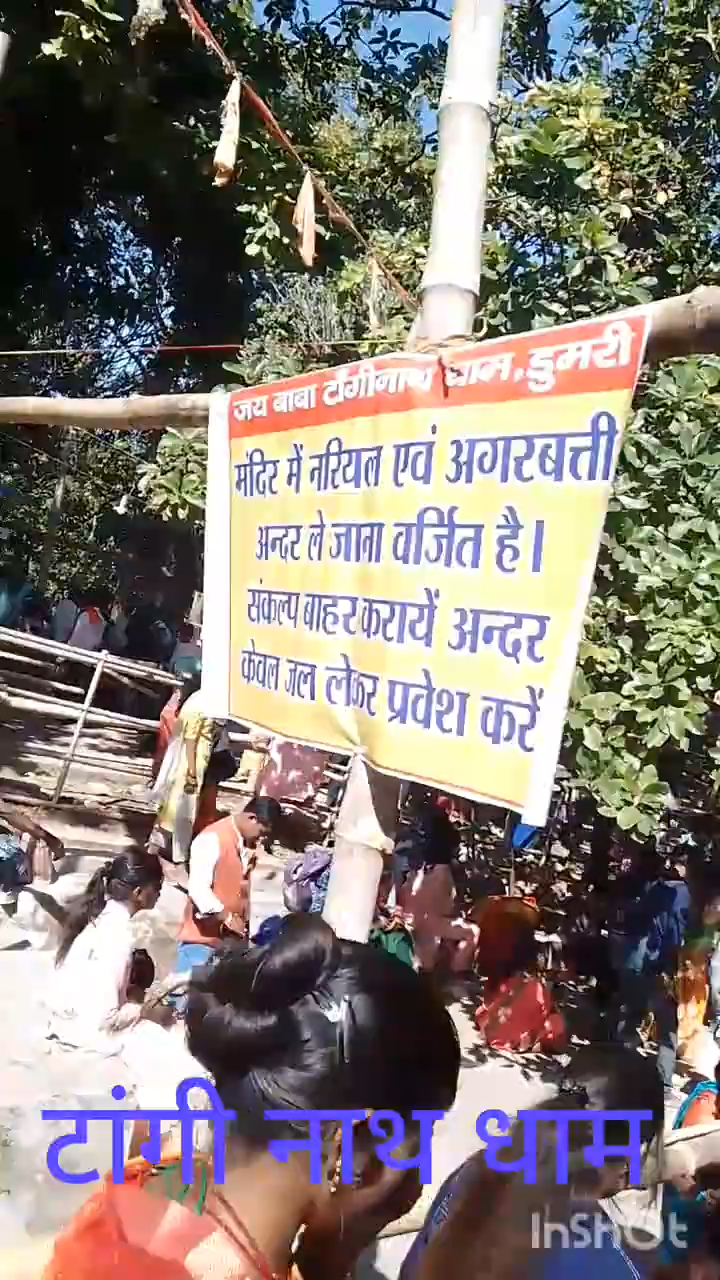 जय बाबा टाँगीनाथ धाम, डुमरी
मंदिर में नरियल एवं अगरबत्ती
अन्दर ले जाना वर्जित है।
संकल्प बाहर करायें अन्दर
केवल जल लेकर प्रवेश करें
टांगी नाथ धाम
InShOt